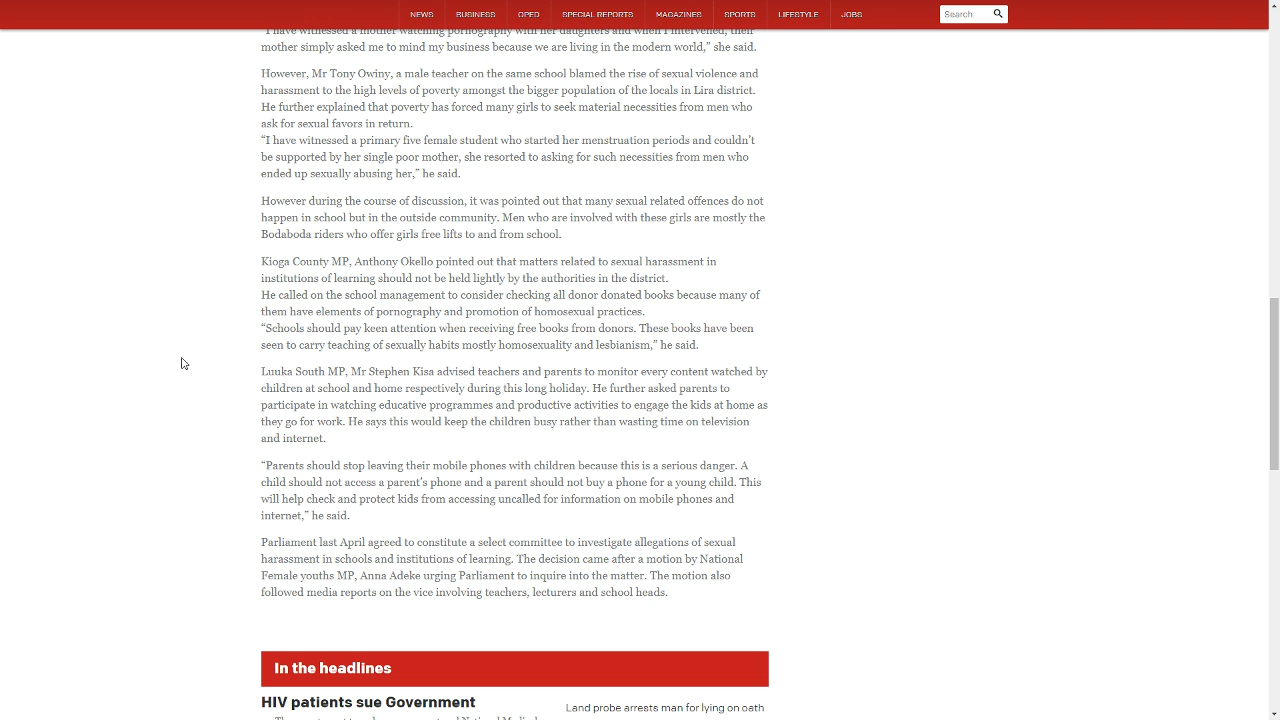 NEWS BUSINESS OPED SPECIAL REPORTS MAGAZINES SPORTS LIFESTYLE JOBS Search
“I have witnessed a mother watching pornography with her daughters and when I intervened, their
mother simply asked me to mind my business because we are living in the modern world,” she said.
However, Mr Tony Owiny, a male teacher on the same school blamed the rise of sexual violence and
harassment to the high levels of poverty amongst the bigger population of the locals in Lira district.
He further explained that poverty has forced many girls to seek material necessities from men who
ask for sexual favors in return.
“I have witnessed a primary five female student who started her menstruation periods and couldn’t
be supported by her single poor mother, she resorted to asking for such necessities from men who
ended up sexually abusing her,” he said.
However during the course of discussion, it was pointed out that many sexual related offences do not
happen in school but in the outside community. Men who are involved with these girls are mostly the
Bodaboda riders who offer girls free lifts to and from school.
Kioga County MP, Anthony Okello pointed out that matters related to sexual harassment in
institutions of learning should not be held lightly by the authorities in the district.
He called on the school management to consider checking all donor donated books because many of
them have elements of pornography and promotion of homosexual practices.
“Schools should pay keen attention when receiving free books from donors. These books have been
seen to carry teaching of sexually habits mostly homosexuality and lesbianism,” he said.
Luuka South MP, Mr Stephen Kisa advised teachers and parents to monitor every content watched by
children at school and home respectively during this long holiday. He further asked parents to
participate in watching educative programmes and productive activities to engage the kids at home as
they go for work. He says this would keep the children busy rather than wasting time on television
and internet.
“Parents should stop leaving their mobile phones with children because this is a serious danger. A
child should not access a parent’s phone and a parent should not buy a phone for a young child. This
will help check and protect kids from accessing uncalled for information on mobile phones and
internet,” he said.
Parliament last April agreed to constitute a select committee to investigate allegations of sexual
harassment in schools and institutions of learning. The decision came after a motion by National
Female youths MP, Anna Adeke urging Parliament to inquire into the matter. The motion also
followed media reports on the vice involving teachers, lecturers and school heads.
In the headlines
HIV patients sue Government
Land probe arrests man for lying on oath